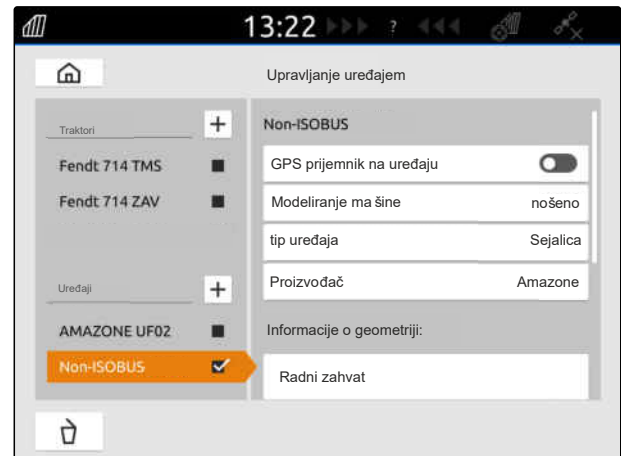 13:22 ?
Upravljanje uređajem
Traktori +
Fendt 714 TMS
Fendt 714 ZAV
Uređaji +
AMAZONE UF02
Non-ISOBUS
Non-ISOBUS
GPS prijemnik na uređaju
Modeliranje ma šine nošeno
tip uređaja Sejalica
Proizvođač Amazone
Informacije o geometriji:
Radni zahvat